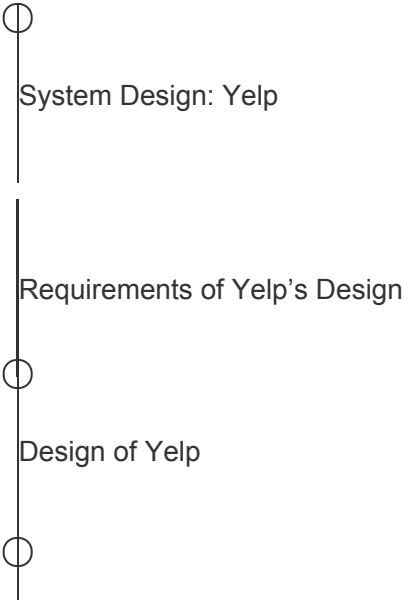 System Design: Yelp
Requirements of Yelp’s Design
Design of Yelp